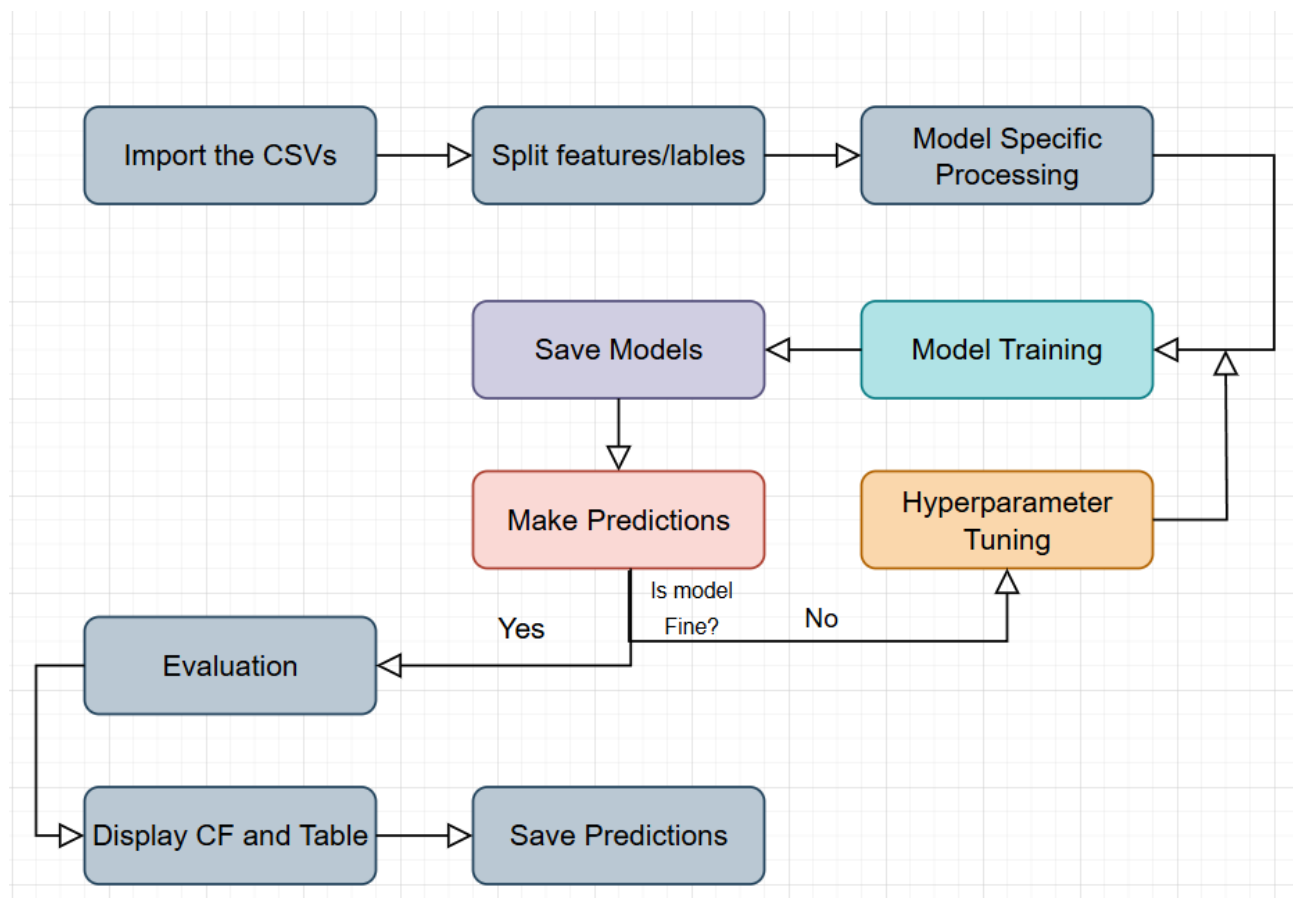 Import the CSVs
Split features/lables
Model Specific
Processing
Save Models
Model Training
Make Predictions
Hyperparameter
Tuning
Is model
Fine?
Yes
No
Evaluation
Display CF and Table
Save Predictions